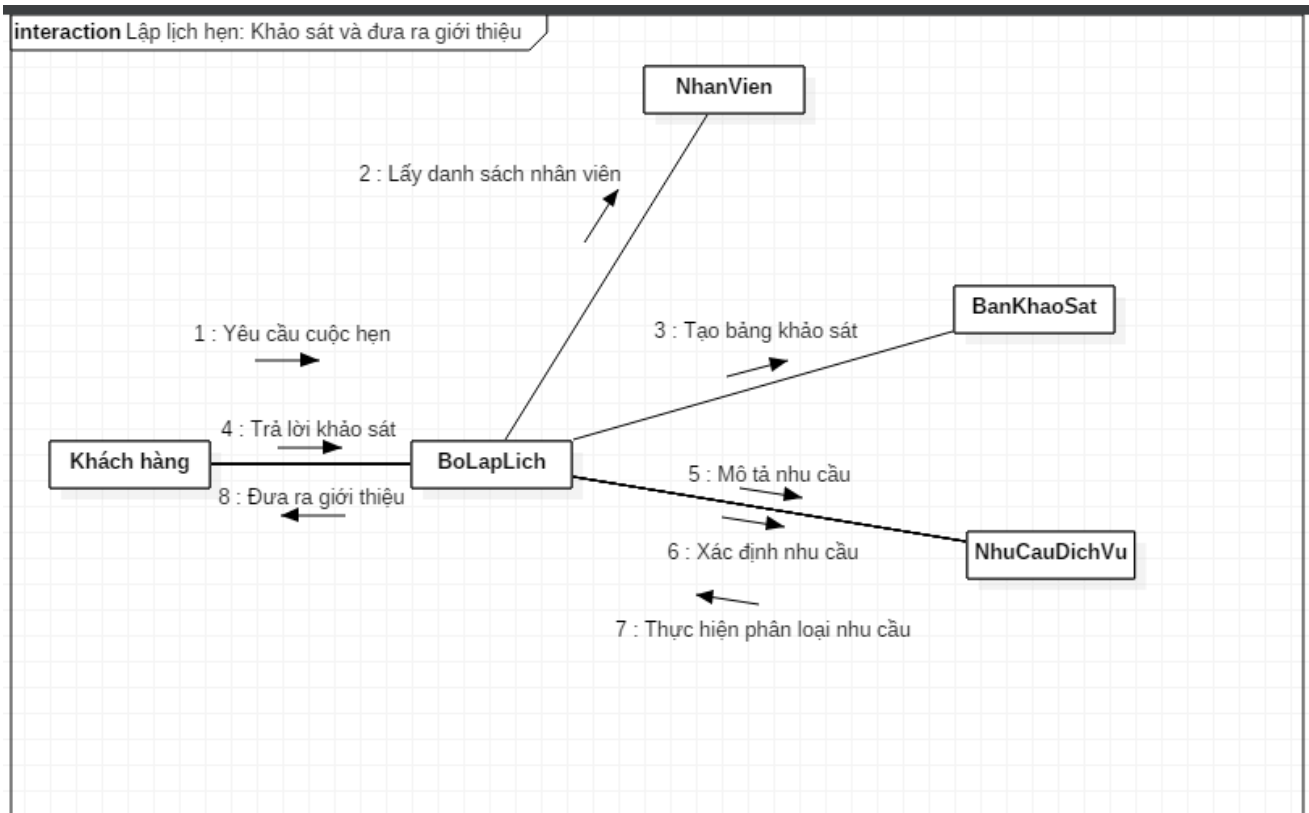 interaction Lập lịch hẹn: Khảo sát và đưa ra giới thiệu
NhanVien
2 : Lấy danh sách nhân viên
BanKhaoSat
1 : Yêu cầu cuộc hẹn
3 : Tạo bảng khảo sát
4 : Trả lời khảo sát
Khách hàng
BoLapLich
5 : Mô tả nhu cầu
8 : Đưa ra giới thiệu
6 : Xác định nhu cầu
NhuCauDichVu
7 : Thực hiện phân loại nhu cầu